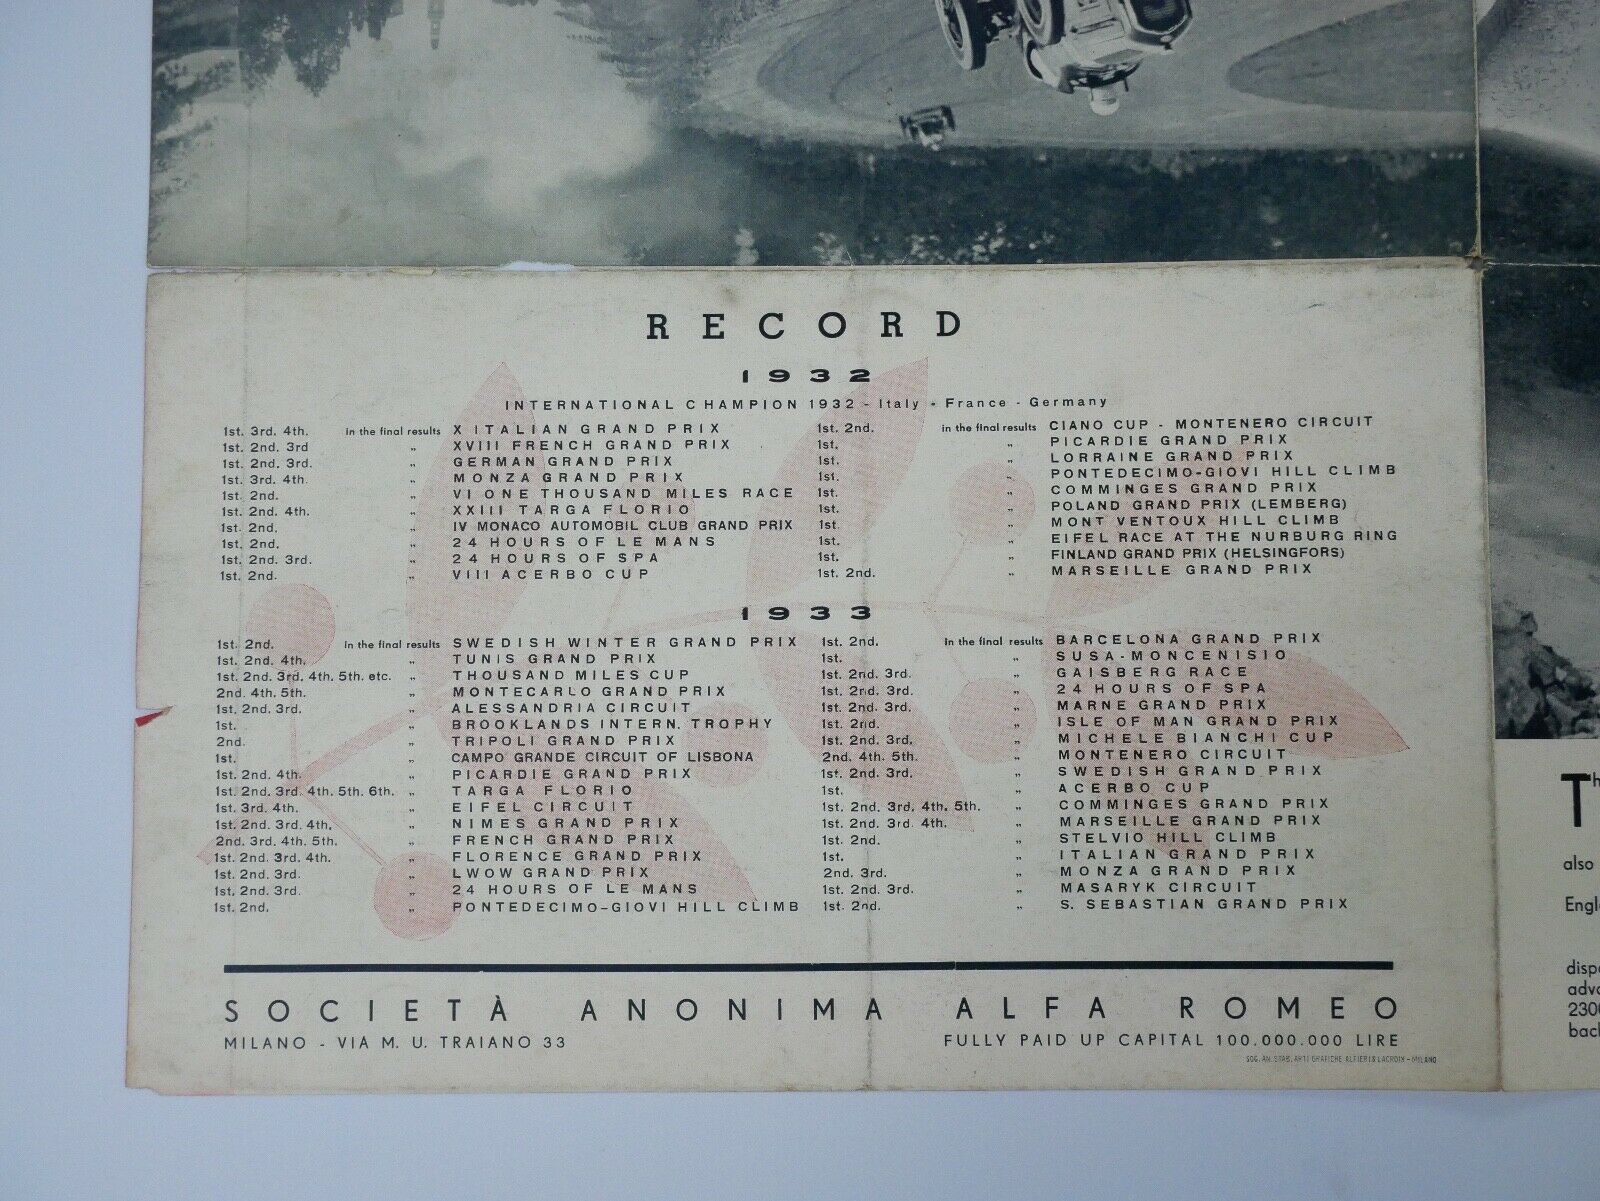 RECORD
1932
INTERNATIONAL CHAMPION 1932 - Italy - France - Germany
1st. 3rd. 4th. in the final results X ITALIAN GRAND PRIX
1st. 2nd. 3rd „ XVIII FRENCH GRAND PRIX
1st. 2nd. 3rd. „ GERMAN GRAND PRIX
1st. 3rd. 4th. „ MONZA GRAND PRIX
1st. 2nd. „ VI ONE THOUSAND MILES RACE
1st. 2nd. 4th. „ XXIII TARGA FLORIO
1st. 2nd. „ IV MONACO AUTOMOBIL CLUB GRAND PRIX
1st. 2nd. „ 24 HOURS OF LE MANS
1st. 2nd. 3rd. „ 24 HOURS OF SPA
1st. 2nd. „ VIII ACERBO CUP
1st. 2nd. in the final results CIANO CUP - MONTENERO CIRCUIT
1st. „ PICARDIE GRAND PRIX
1st. „ LORRAINE GRAND PRIX
1st. „ PONTEDECIMO-GIOVI HILL CLIMB
1st. „ COMMINGES GRAND PRIX
1st. „ POLAND GRAND PRIX (LEMBERG)
1st. „ MONT VENTOUX HILL CLIMB
1st. „ EIFEL RACE AT THE NURBURG RING
1st. „ FINLAND GRAND PRIX (HELSINGFORS)
1st. 2nd. „ MARSEILLE GRAND PRIX
1933
1st. 2nd. in the final results SWEDISH WINTER GRAND PRIX
1st. 2nd. 4th. „ TUNIS GRAND PRIX
1st. 2nd. 3rd. 4th. 5th. etc. „ THOUSAND MILES CUP
2nd. 4th. 5th. „ MONTECARLO GRAND PRIX
1st. 2nd. 3rd. „ ALESSANDRIA CIRCUIT
1st. „ BROOKLANDS INTERN. TROPHY
2nd. „ TRIPOLI GRAND PRIX
1st. „ CAMPO GRANDE CIRCUIT OF LISBONA
1st. 2nd. 4th. „ PICARDIE GRAND PRIX
1st. 2nd. 3rd. 4th. 5th. 6th. „ TARGA FLORIO
1st. 3rd. 4th. „ EIFEL CIRCUIT
1st. 2nd. 3rd. 4th. „ NIMES GRAND PRIX
2nd. 3rd. 4th. 5th. „ FRENCH GRAND PRIX
1st. 2nd. 3rd. 4th. „ FLORENCE GRAND PRIX
1st. 2nd. 3rd. „ LWOW GRAND PRIX
1st. 2nd. 3rd. „ 24 HOURS OF LE MANS
1st. 2nd. „ PONTEDECIMO-GIOVI HILL CLIMB
1st. 2nd. in the final results BARCELONA GRAND PRIX
1st. „ SUSA-MONCENISIO
1st. 2nd. 3rd. „ GAISBERG RACE
1st. 2nd. 3rd. „ 24 HOURS OF SPA
1st. 2nd. 3rd. „ MARNE GRAND PRIX
1st. 2nd. „ ISLE OF MAN GRAND PRIX
1st. 2nd. 3rd. „ MICHELE BIANCHI CUP
2nd. 4th. 5th. „ MONTENERO CIRCUIT
1st. 2nd. 3rd. „ SWEDISH GRAND PRIX
1st. „ ACERBO CUP
1st. 2nd. 3rd. 4th. 5th. „ COMMINGES GRAND PRIX
1st. 2nd. 3rd. 4th. „ MARSEILLE GRAND PRIX
1st. 2nd. „ STELVIO HILL CLIMB
1st. „ ITALIAN GRAND PRIX
2nd. 3rd. „ MONZA GRAND PRIX
1st. 2nd. 3rd. „ MASARYK CIRCUIT
1st. 2nd. „ S. SEBASTIAN GRAND PRIX
SOCIETÀ ANONIMA ALFA ROMEO
MILANO - VIA M. U. TRAIANO 33 FULLY PAID UP CAPITAL 100.000.000 LIRE
SOC. AN. STAB. ARTI GRAFICHE ALFIERI & LACROIX - MILANO
Th
also
Engl
disp
adv
230
bac